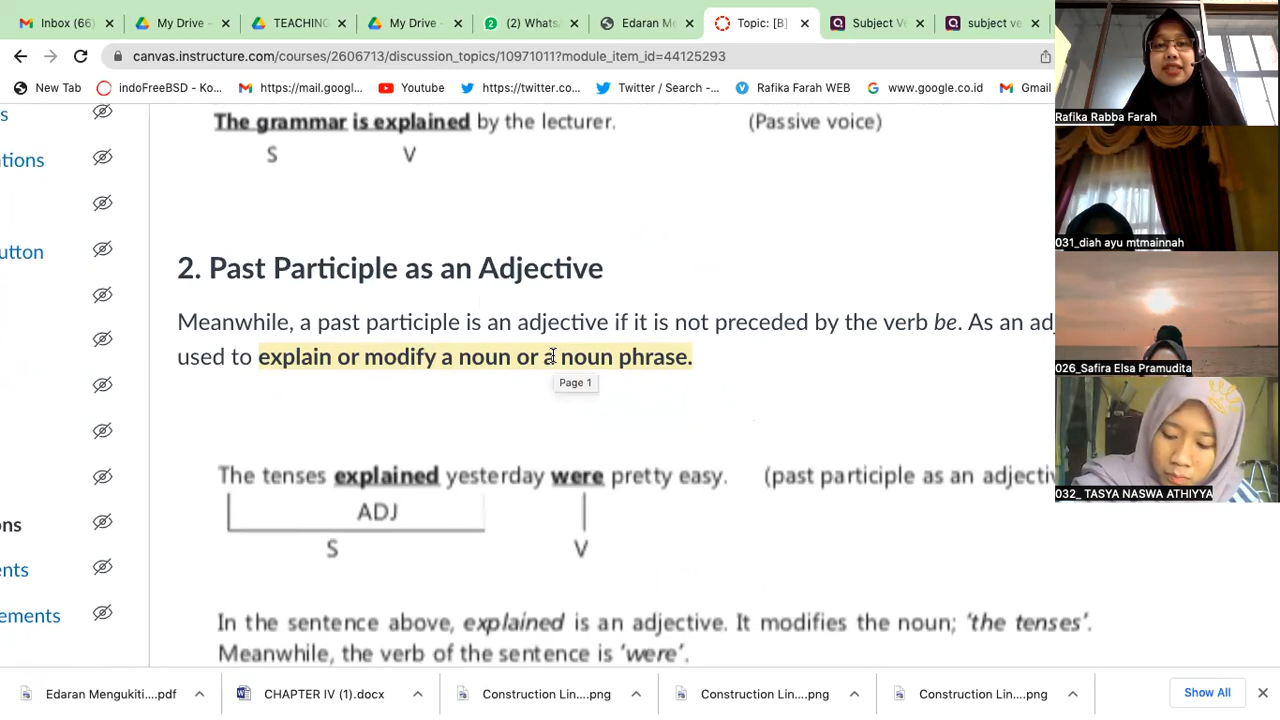 Inbox (66)
My Drive -
TEACHING
My Drive -
(2) Whats
Edaran Me
Topic: [B]
Subject Ve
subject ve
canvas.instructure.com/courses/2606713/discussion_topics/10971011?module_item_id=44125293
New Tab
indoFreeBSD - Ko...
https://mail.googl...
Youtube
https://twitter.co...
Twitter / Search -...
Rafika Farah WEB
www.google.co.id
Gmail
s
ations
utton
ons
ents
ements
The grammar is explained by the lecturer. (Passive voice)
S V
2. Past Participle as an Adjective
Meanwhile, a past participle is an adjective if it is not preceded by the verb be. As an ad
used to explain or modify a noun or a noun phrase.
Page 1
The tenses explained yesterday were pretty easy. (past participle as an adjectiv
ADJ
S V
In the sentence above, explained is an adjective. It modifies the noun; 'the tenses'.
Meanwhile, the verb of the sentence is 'were'.
Rafika Rabba Farah
031_diah ayu mtmainnah
026_Safira Elsa Pramudita
032_ TASYA NASWA ATHIYYA
Edaran Mengukiti....pdf
CHAPTER IV (1).docx
Construction Lin....png
Construction Lin....png
Construction Lin....png
Show All